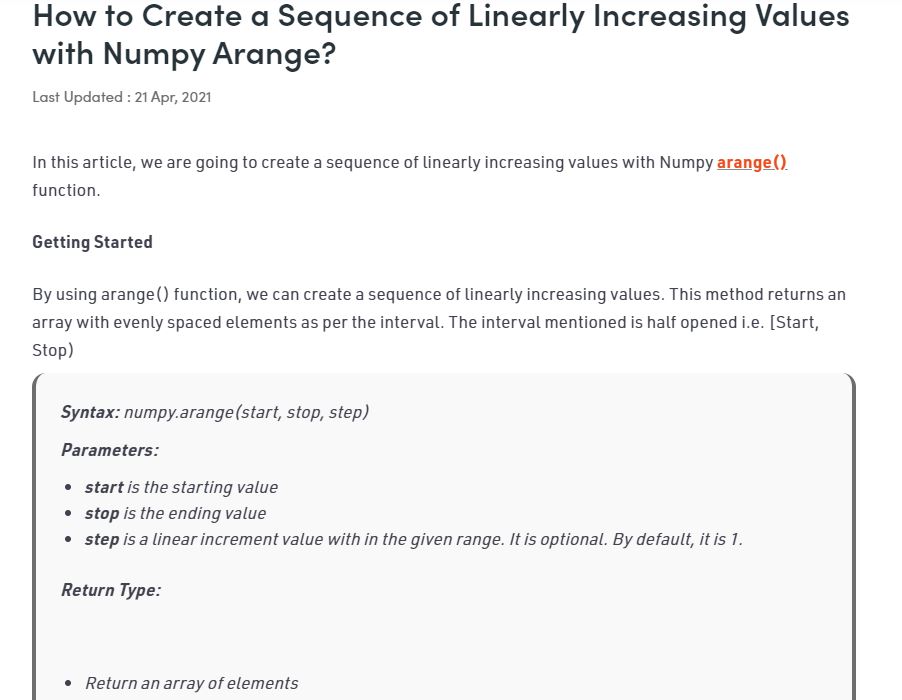 How to Create a Sequence of Linearly Increasing Values
with Numpy Arange?
Last Updated : 21 Apr, 2021
In this article, we are going to create a sequence of linearly increasing values with Numpy arange()
function.
Getting Started
By using arange() function, we can create a sequence of linearly increasing values. This method returns an
array with evenly spaced elements as per the interval. The interval mentioned is half opened i.e. [Start,
Stop)
Syntax: numpy.arange(start, stop, step)
Parameters:
• start is the starting value
• stop is the ending value
• step is a linear increment value with in the given range. It is optional. By default, it is 1.
Return Type:
• Return an array of elements